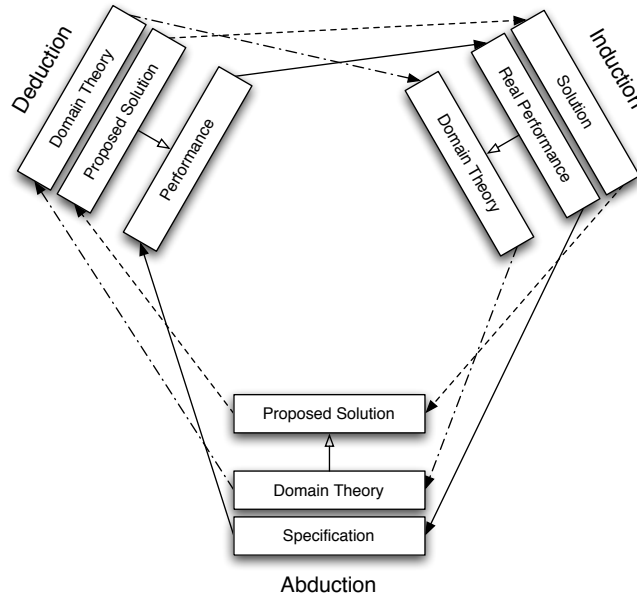 Deduction
Domain Theory
Proposed Solution
Performance
Induction
Solution
Real Performance
Domain Theory
Proposed Solution
Domain Theory
Specification
Abduction